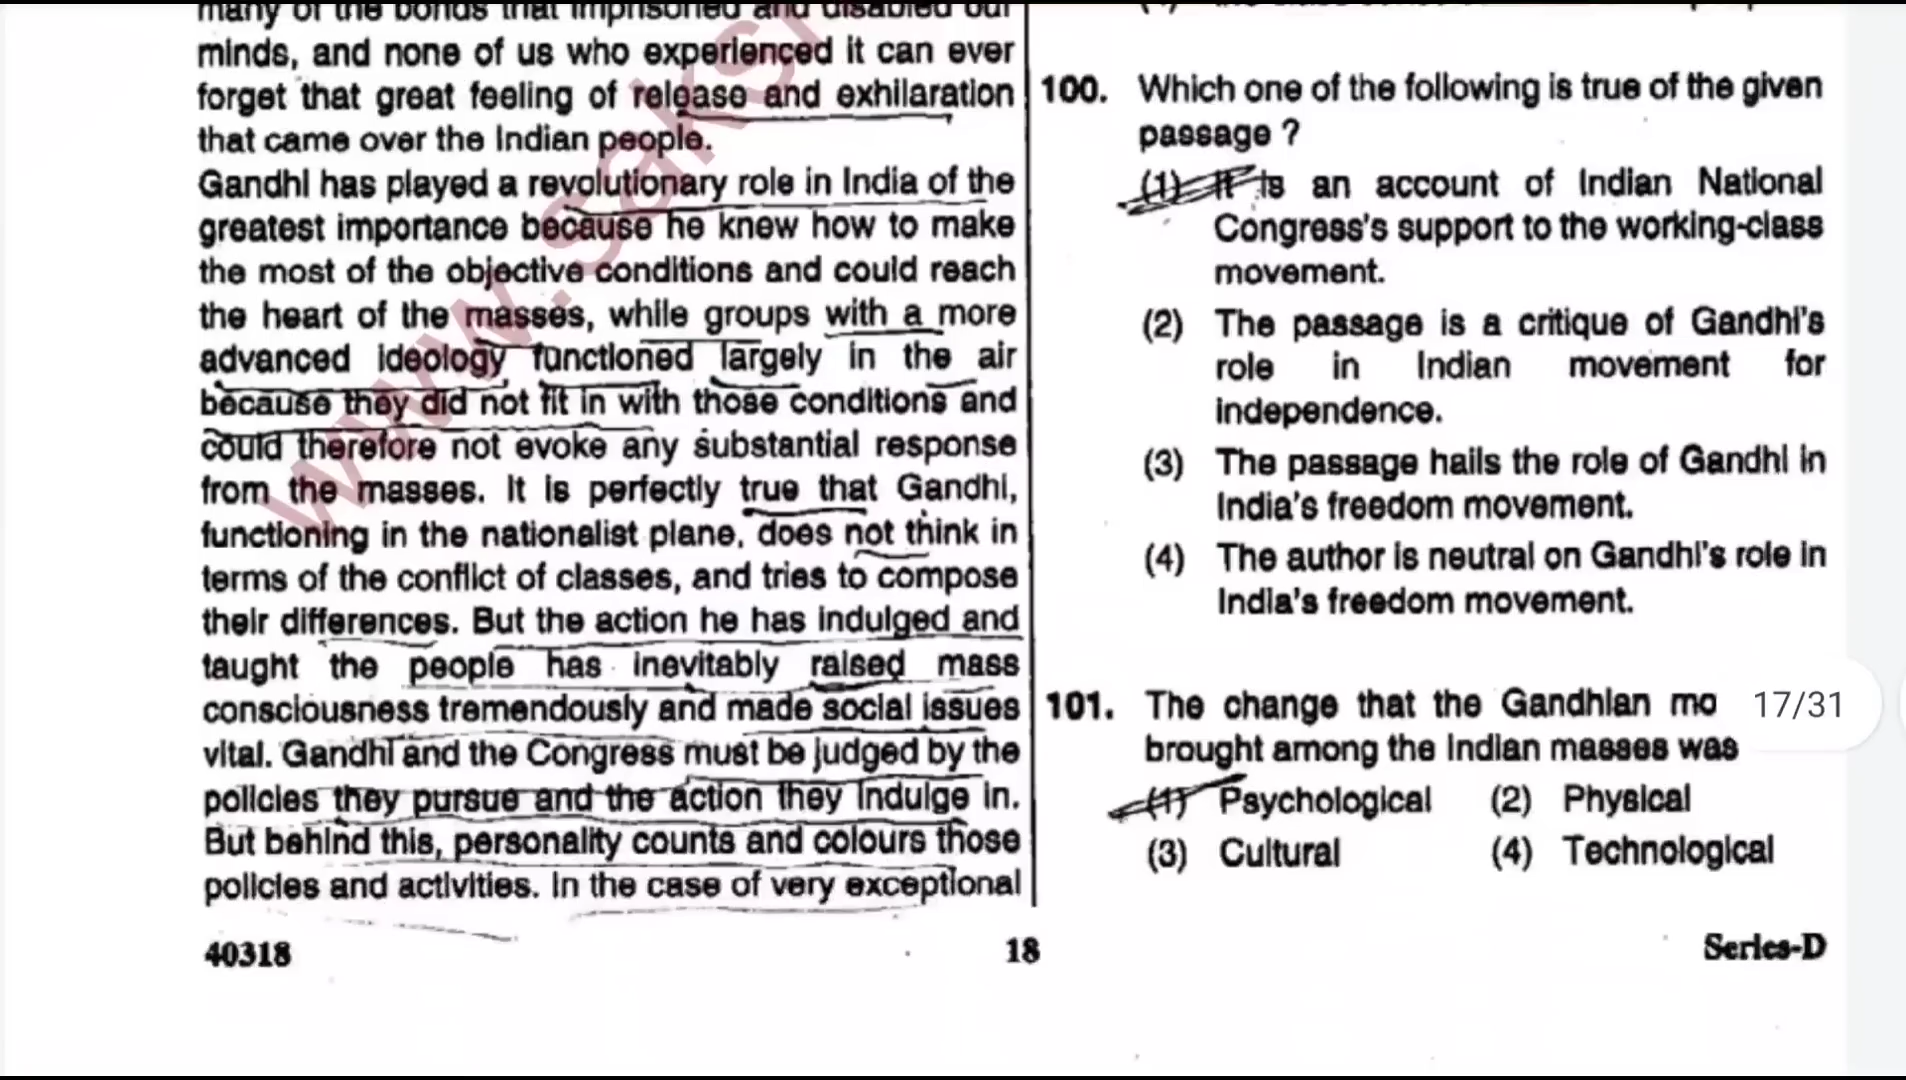 many of the bonds that imprisoned and disabled our
minds, and none of us who experienced it can ever
forget that great feeling of release and exhilaration
that came over the Indian people.
Gandhi has played a revolutionary role in India of the
greatest importance because he knew how to make
the most of the objective conditions and could reach
the heart of the masses, while groups with a more
advanced ideology functioned largely in the air
because they did not fit in with those conditions and
could therefore not evoke any substantial response
from the masses. It is perfectly true that Gandhi,
functioning in the nationalist plane, does not think in
terms of the conflict of classes, and tries to compose
their differences. But the action he has indulged and
taught the people has inevitably raised mass
consciousness tremendously and made social issues
vital. Gandhi and the Congress must be judged by the
policies they pursue and the action they indulge in.
But behind this, personality counts and colours those
policies and activities. In the case of very exceptional
100. Which one of the following is true of the given
passage ?
(1) It is an account of Indian National
Congress's support to the working-class
movement.
(2) The passage is a critique of Gandhi's
role in Indian movement for
independence.
(3) The passage hails the role of Gandhi in
India's freedom movement.
(4) The author is neutral on Gandhi's role in
India's freedom movement.
101. The change that the Gandhian mo
brought among the Indian masses was
(1) Psychological (2) Physical
(3) Cultural (4) Technological
17/31
40318 18 Series-D
www.saks